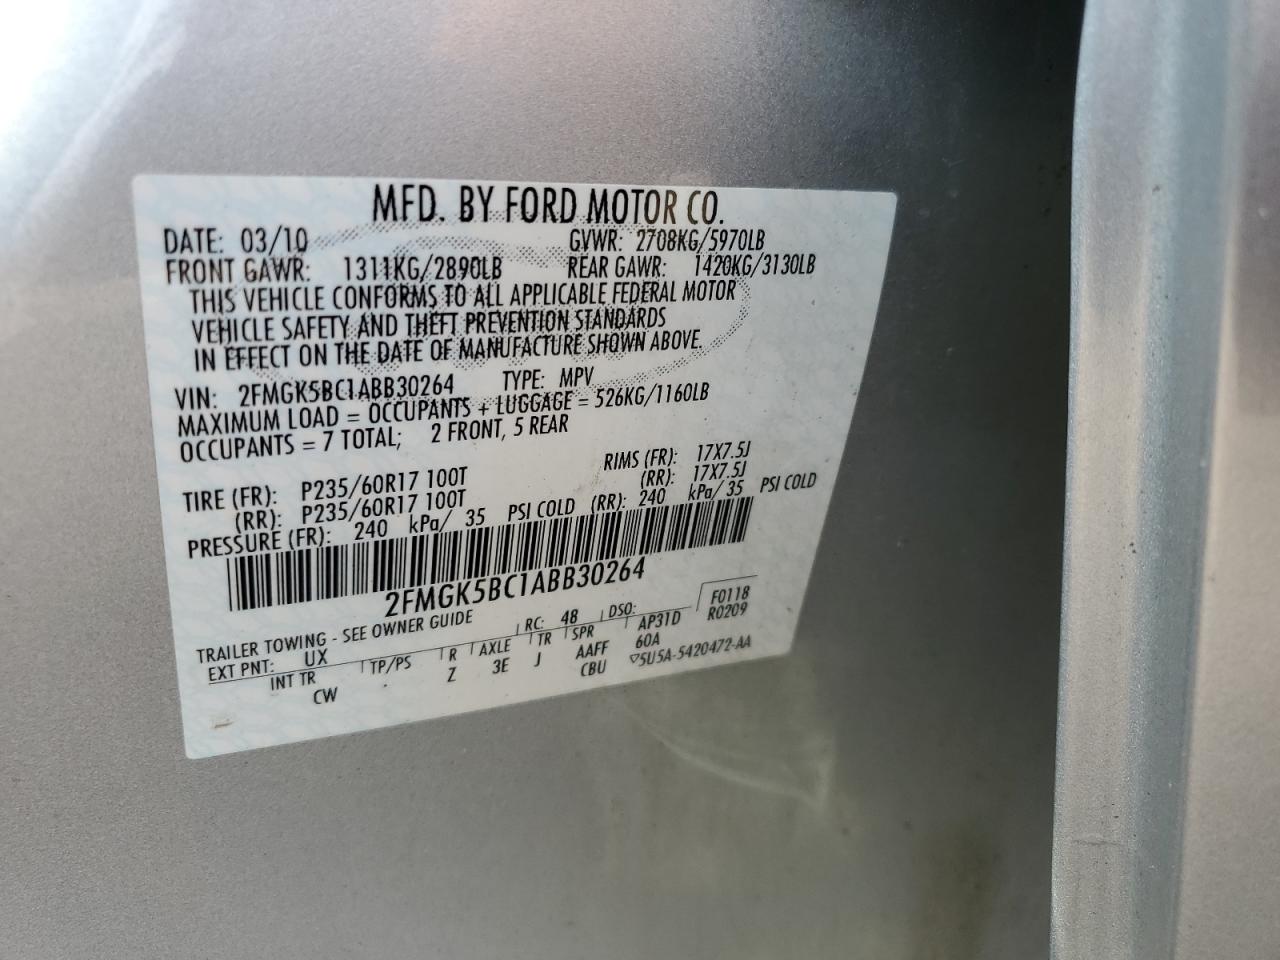 MFD. BY FORD MOTOR CO.
DATE: 03/10 GVWR: 2708KG/5970LB
FRONT GAWR: 1311KG/2890LB REAR GAWR: 1420KG/3130LB
THIS VEHICLE CONFORMS TO ALL APPLICABLE FEDERAL MOTOR
VEHICLE SAFETY AND THEFT PREVENTION STANDARDS
IN EFFECT ON THE DATE OF MANUFACTURE SHOWN ABOVE.
VIN: 2FMGK5BC1ABB30264 TYPE: MPV
MAXIMUM LOAD = OCCUPANTS + LUGGAGE = 526KG/1160LB
OCCUPANTS = 7 TOTAL; 2 FRONT, 5 REAR
TIRE (FR): P235/60R17 100T RIMS (FR): 17X7.5J
(RR): P235/60R17 100T (RR): 17X7.5J
PRESSURE (FR): 240 kPa/ 35 PSI COLD (RR): 240 kPa/ 35 PSI COLD
2FMGK5BC1ABB30264
TRAILER TOWING - SEE OWNER GUIDE RC: 48 DSO: F0118
EXT PNT: UX AP31D R0209
INT TR TP/PS R AXLE TR SPR 60A
CW Z 3E J AAFF
CBU ▽5U5A-5420472-AA